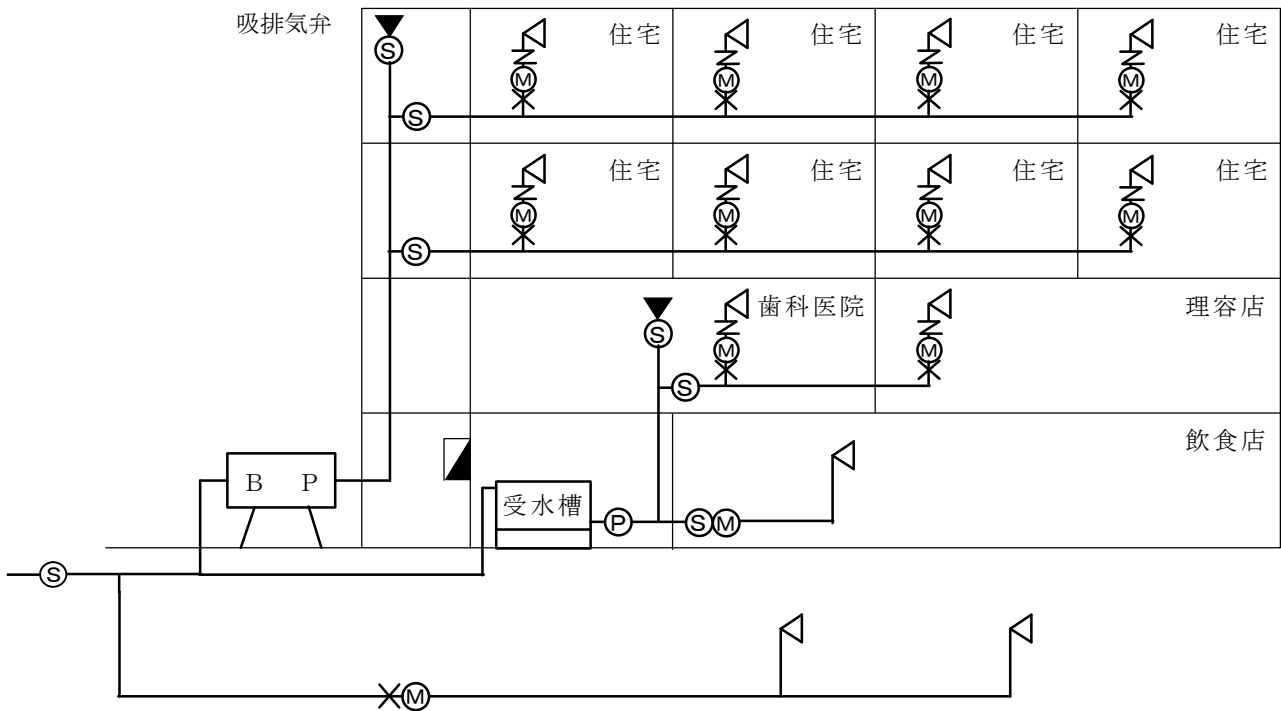 吸排気弁
Ⓢ 住宅 住宅 住宅 住宅
Ⓜ Ⓜ Ⓜ Ⓜ
Ⓢ
住宅 住宅 住宅 住宅
Ⓜ Ⓜ Ⓜ Ⓜ
Ⓢ
歯科医院 理容店
Ⓢ
Ⓜ Ⓜ
Ⓢ
飲食店
B P
受水槽 Ⓟ Ⓢ Ⓜ
Ⓢ
Ⓜ